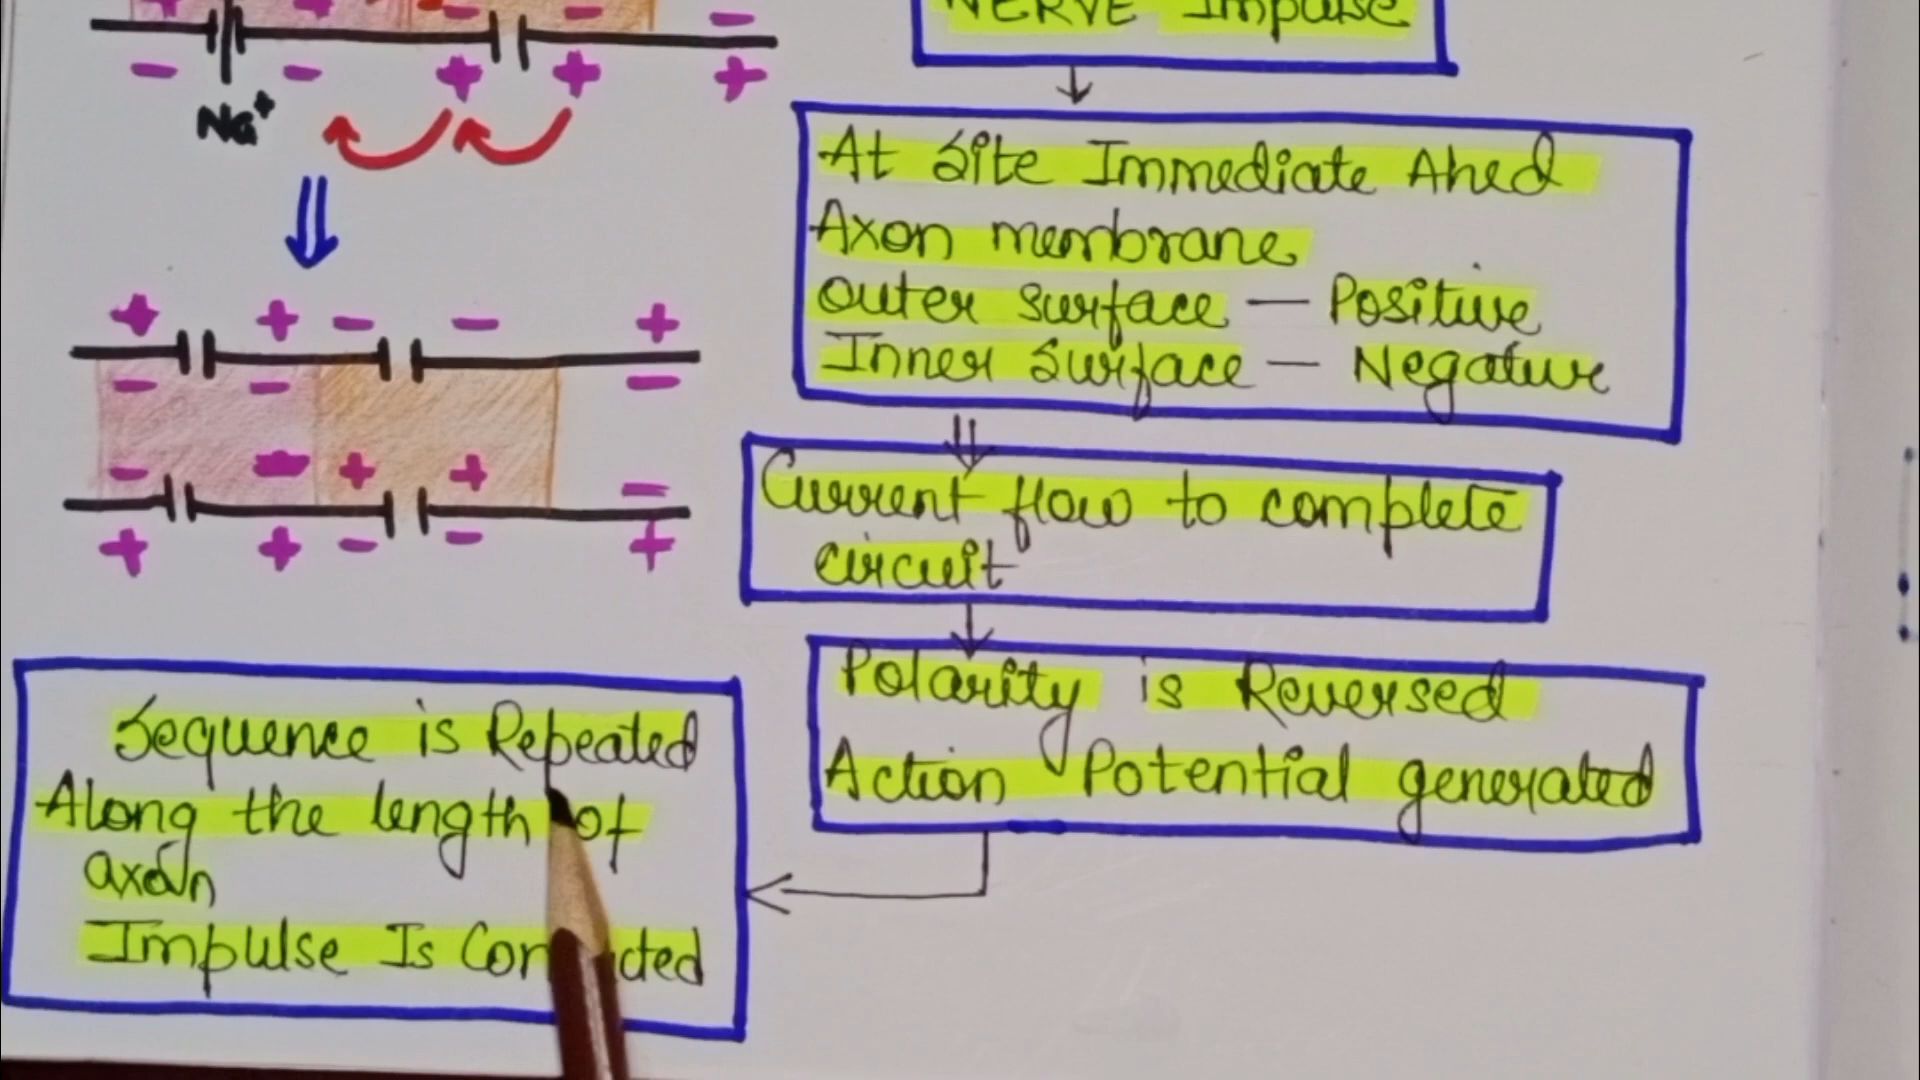 NERVE Impulse
Na+
At Site Immediate Ahed
Axon membrane
Outer Surface — Positive
Inner Surface — Negative
Current flow to complete
circuit
Polarity is Reversed
Action Potential generated
Sequence is Repeated
Along the length of
axon
Impulse Is